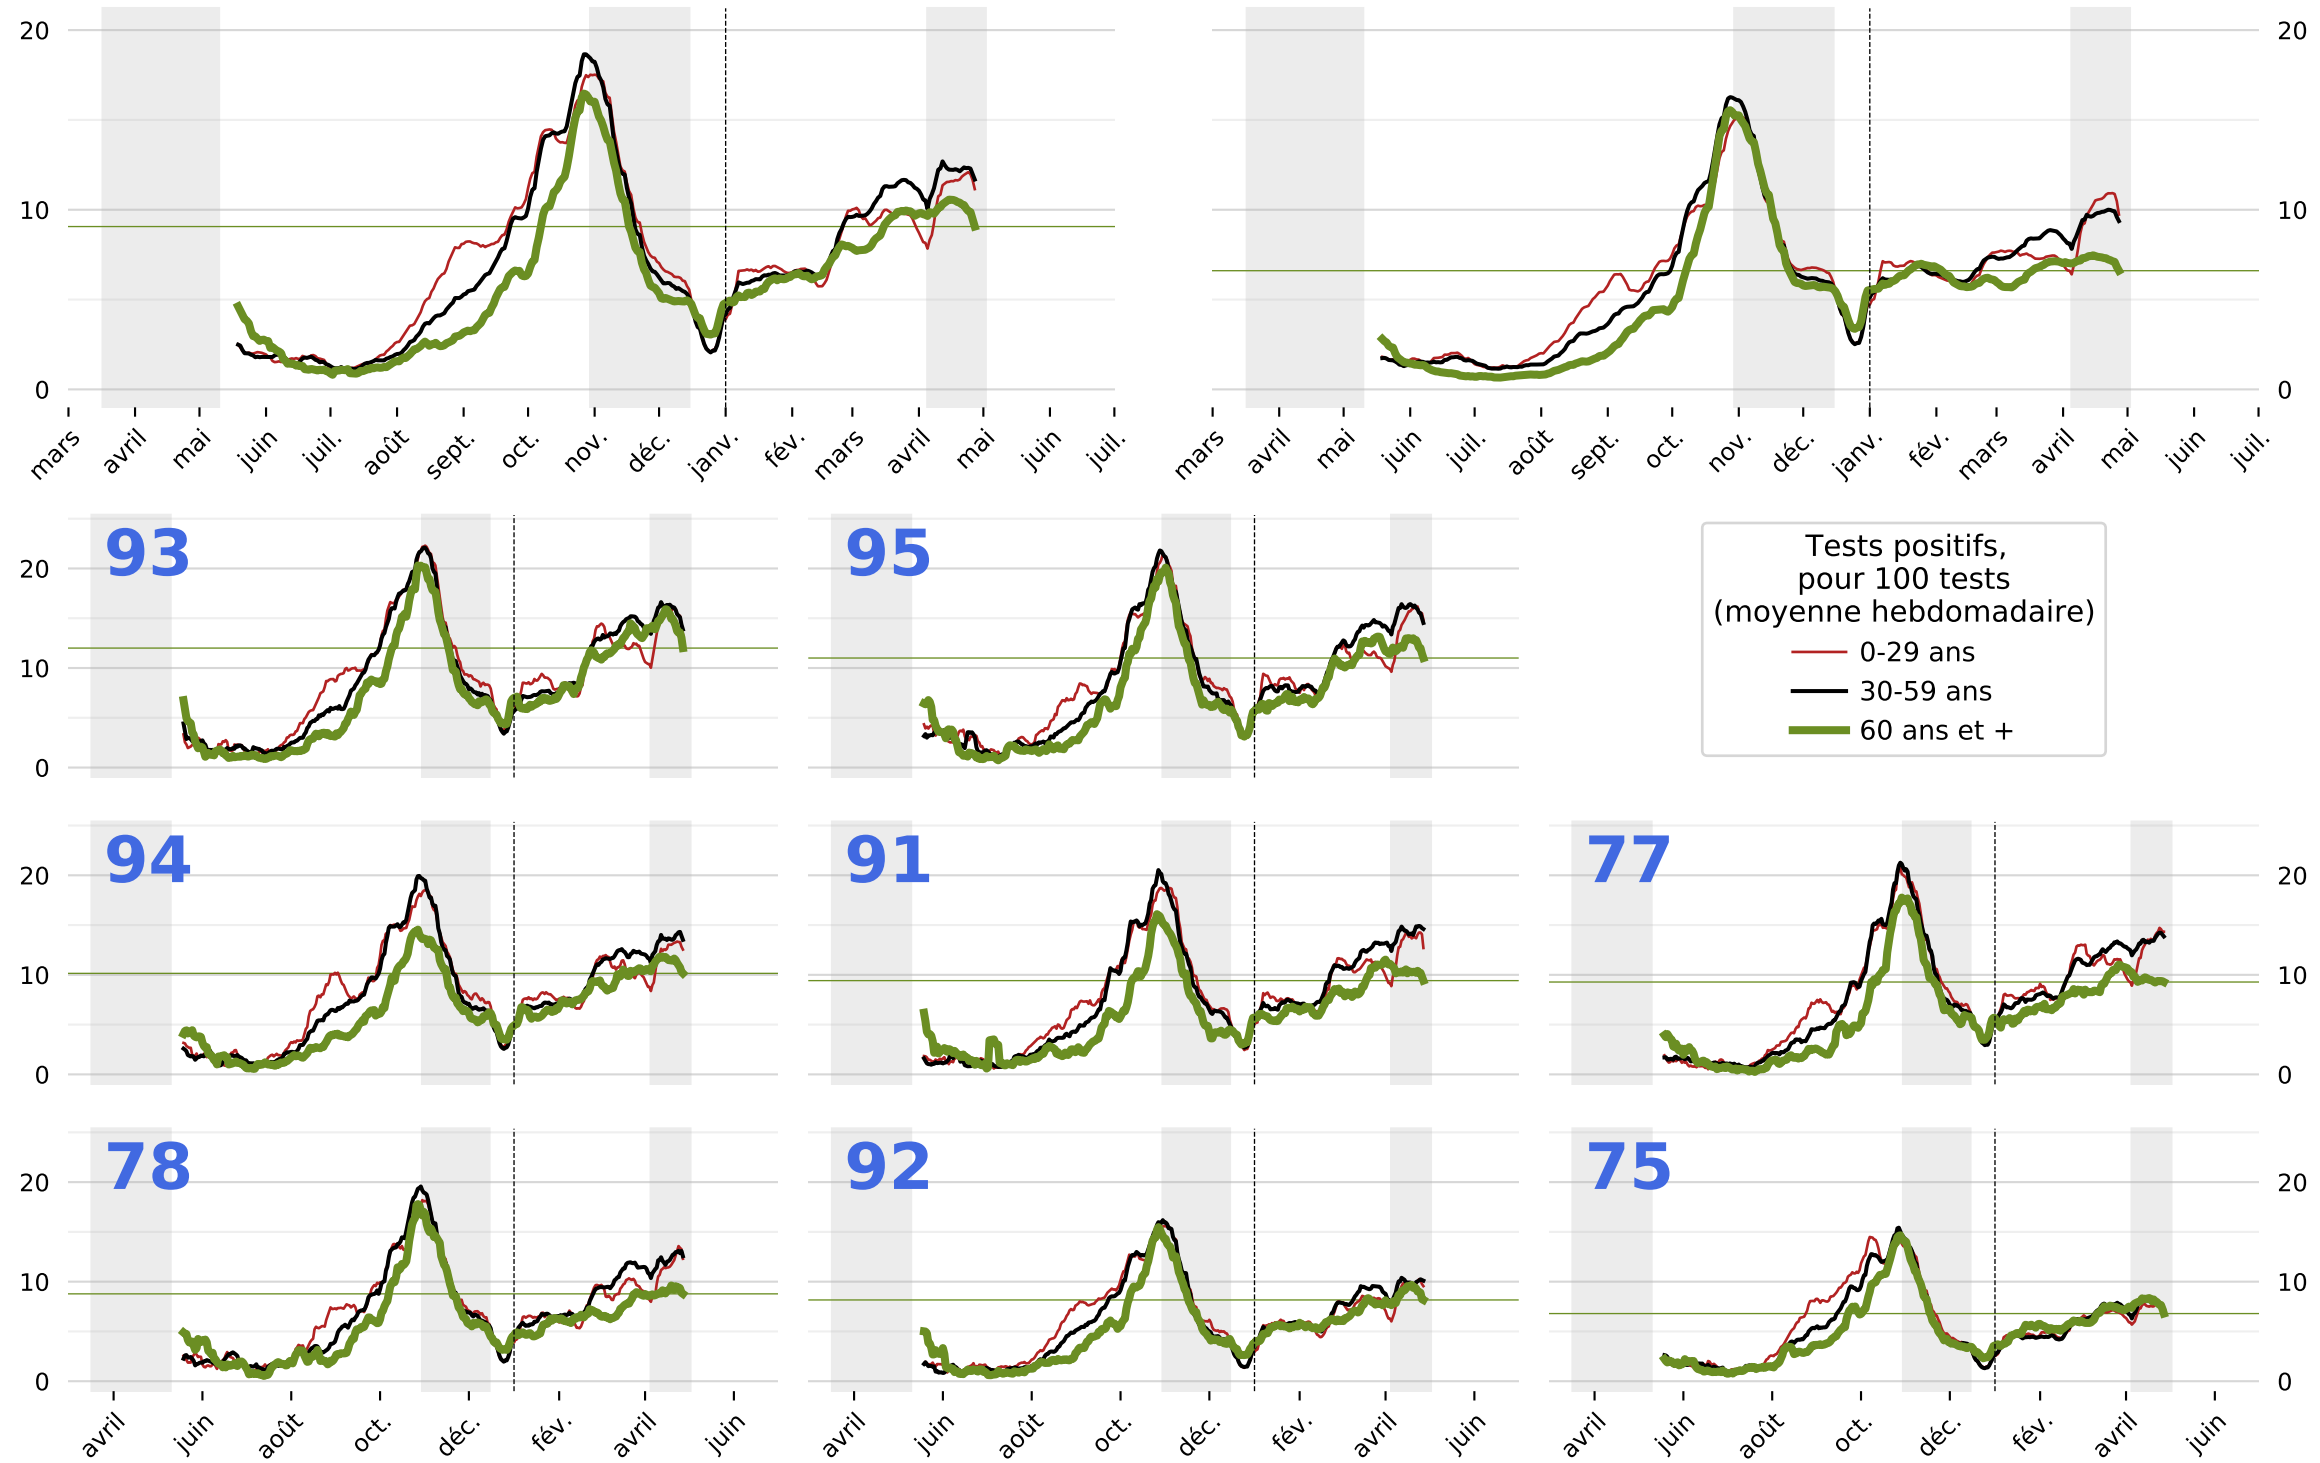 20
10
0
mars avril mai juin juil. août sept. oct. nov. déc. janv. fév. mars avril mai juin juil.
20
10
0
mars avril mai juin juil. août sept. oct. nov. déc. janv. fév. mars avril mai juin juil.
93
20
10
0
95
Tests positifs,
pour 100 tests
(moyenne hebdomadaire)
0-29 ans
30-59 ans
60 ans et +
94
20
10
0
91
77
20
10
0
78
20
10
0
avril juin août oct. déc. fév. avril juin
92
avril juin août oct. déc. fév. avril juin
75
20
10
0
avril juin août oct. déc. fév. avril juin